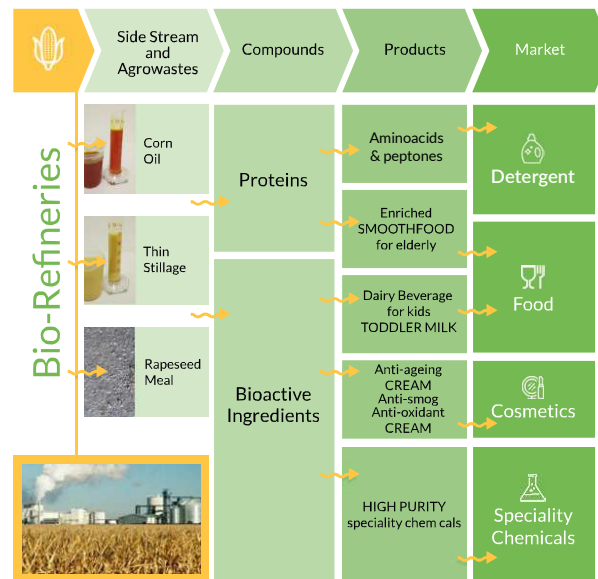 Side Stream
and
Agrowastes
Compounds
Products
Market
Bio-Refineries
Corn
Oil
Thin
Stillage
Rapeseed
Meal
Proteins
Bioactive
Ingredients
Aminoacids
& peptones
Enriched
SMOOTHFOOD
for elderly
Dairy Beverage
for kids
TODDLER MILK
Anti-ageing
CREAM
Anti-smog
Anti-oxidant
CREAM
HIGH PURITY
speciality chem cals
Detergent
Food
Cosmetics
Speciality
Chemicals